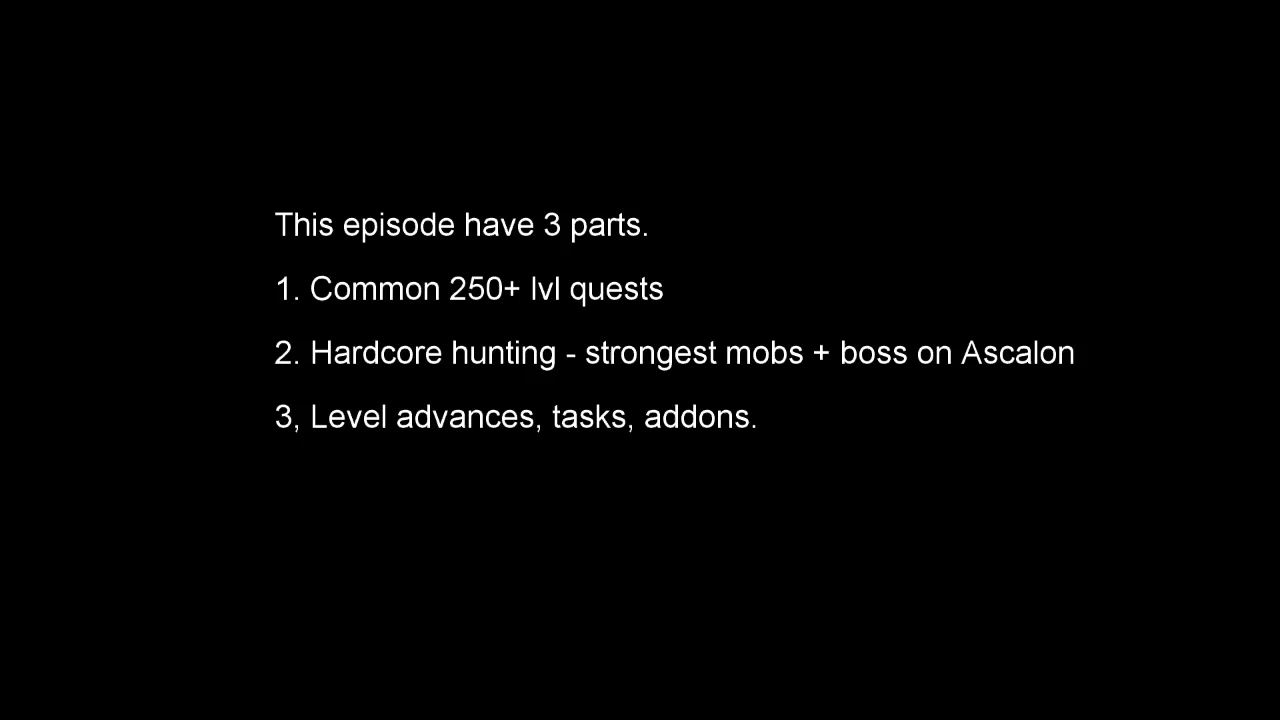 This episode have 3 parts.
1. Common 250+ lvl quests
2. Hardcore hunting - strongest mobs + boss on Ascalon
3, Level advances, tasks, addons.